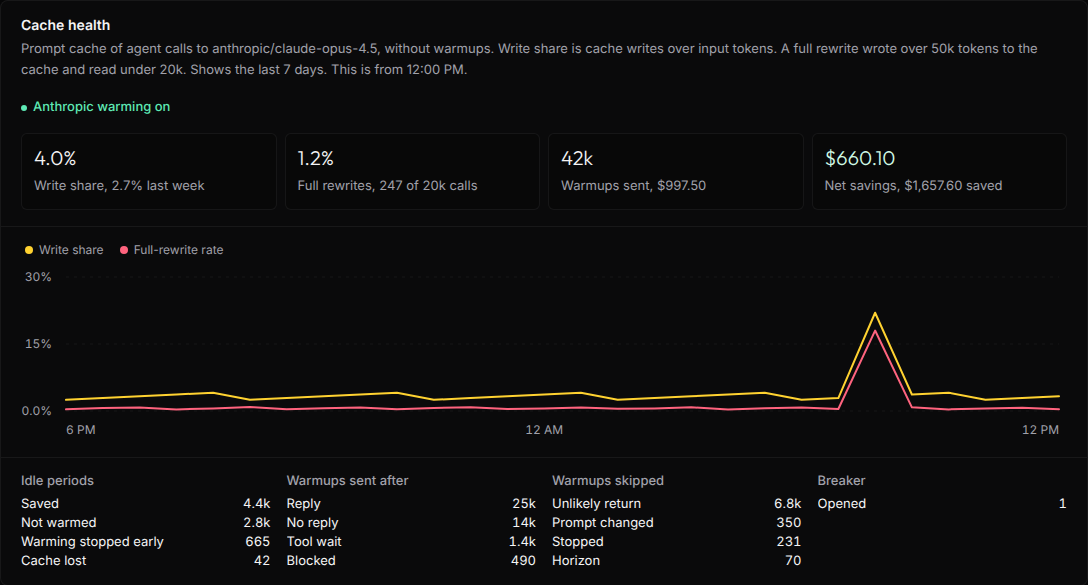 Cache health
Prompt cache of agent calls to anthropic/claude-opus-4.5, without warmups. Write share is cache writes over input tokens. A full rewrite wrote over 50k tokens to the
cache and read under 20k. Shows the last 7 days. This is from 12:00 PM.
Anthropic warming on
4.0%
Write share, 2.7% last week
1.2%
Full rewrites, 247 of 20k calls
42k
Warmups sent, $997.50
$660.10
Net savings, $1,657.60 saved
Write share
Full-rewrite rate
30%
15%
0.0%
6 PM
12 AM
12 PM
Idle periods
Saved 4.4k
Not warmed 2.8k
Warming stopped early 665
Cache lost 42
Warmups sent after
Reply 25k
No reply 14k
Tool wait 1.4k
Blocked 490
Warmups skipped
Unlikely return 6.8k
Prompt changed 350
Stopped 231
Horizon 70
Breaker
Opened 1